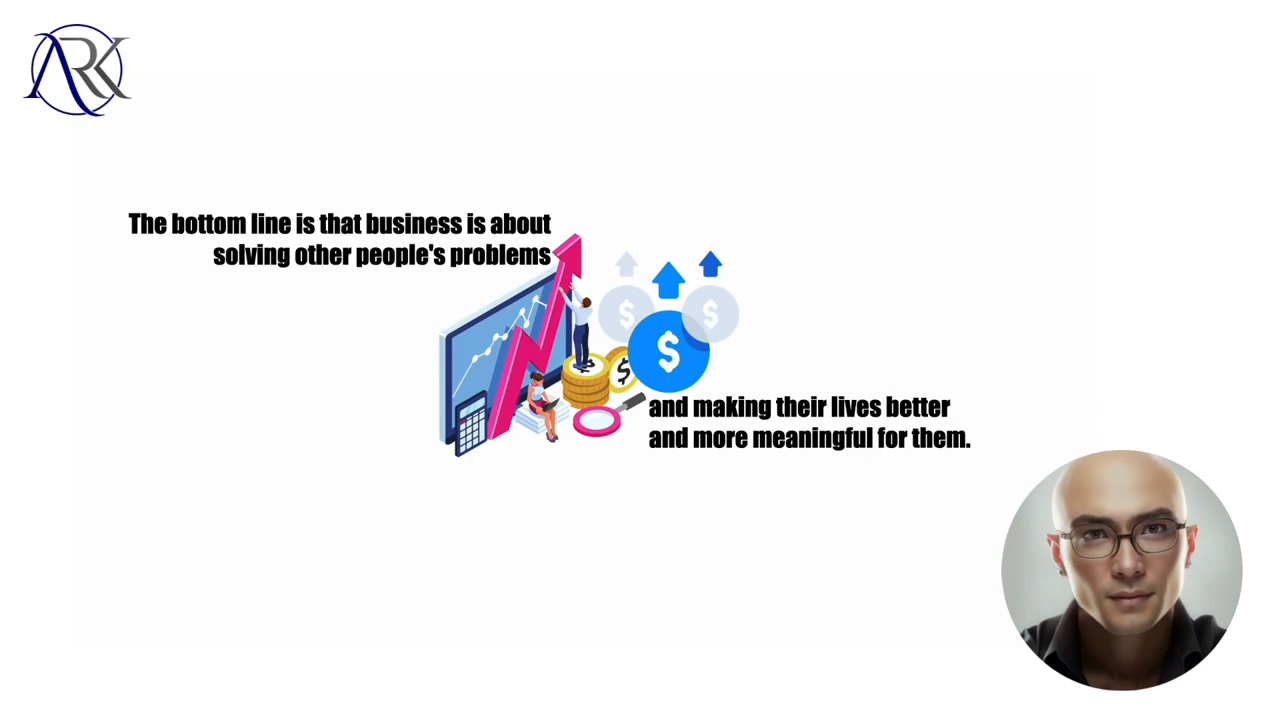 ARK
The bottom line is that business is about
solving other people's problems
$ $
$
$ $
and making their lives better
and more meaningful for them.